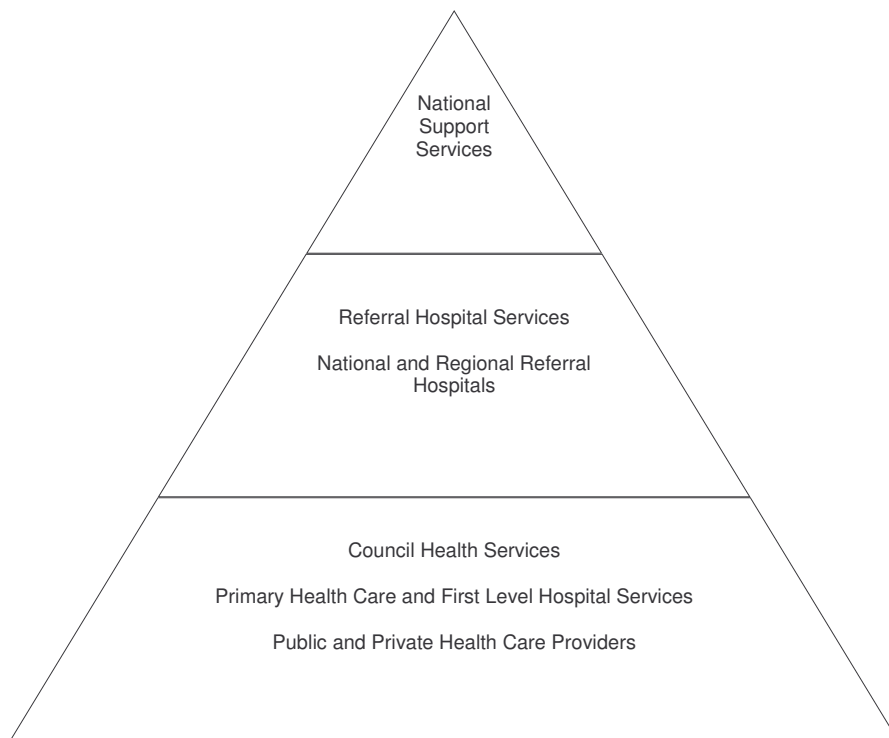 National
Support
Services
Referral Hospital Services
National and Regional Referral
Hospitals
Council Health Services
Primary Health Care and First Level Hospital Services
Public and Private Health Care Providers